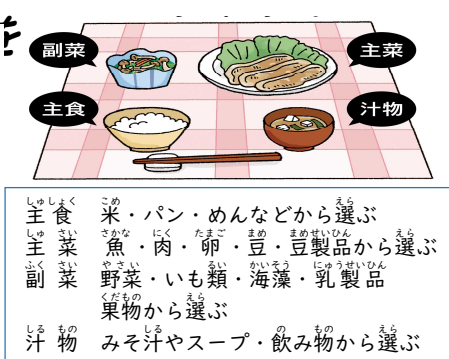 を
副菜
主菜
主食
汁物
主食 米・パン・めんなどから選ぶ
主菜 魚・肉・卵・豆・豆製品から選ぶ
副菜 野菜・いも類・海藻・乳製品
果物から選ぶ
汁物 みそ汁やスープ・飲み物から選ぶ